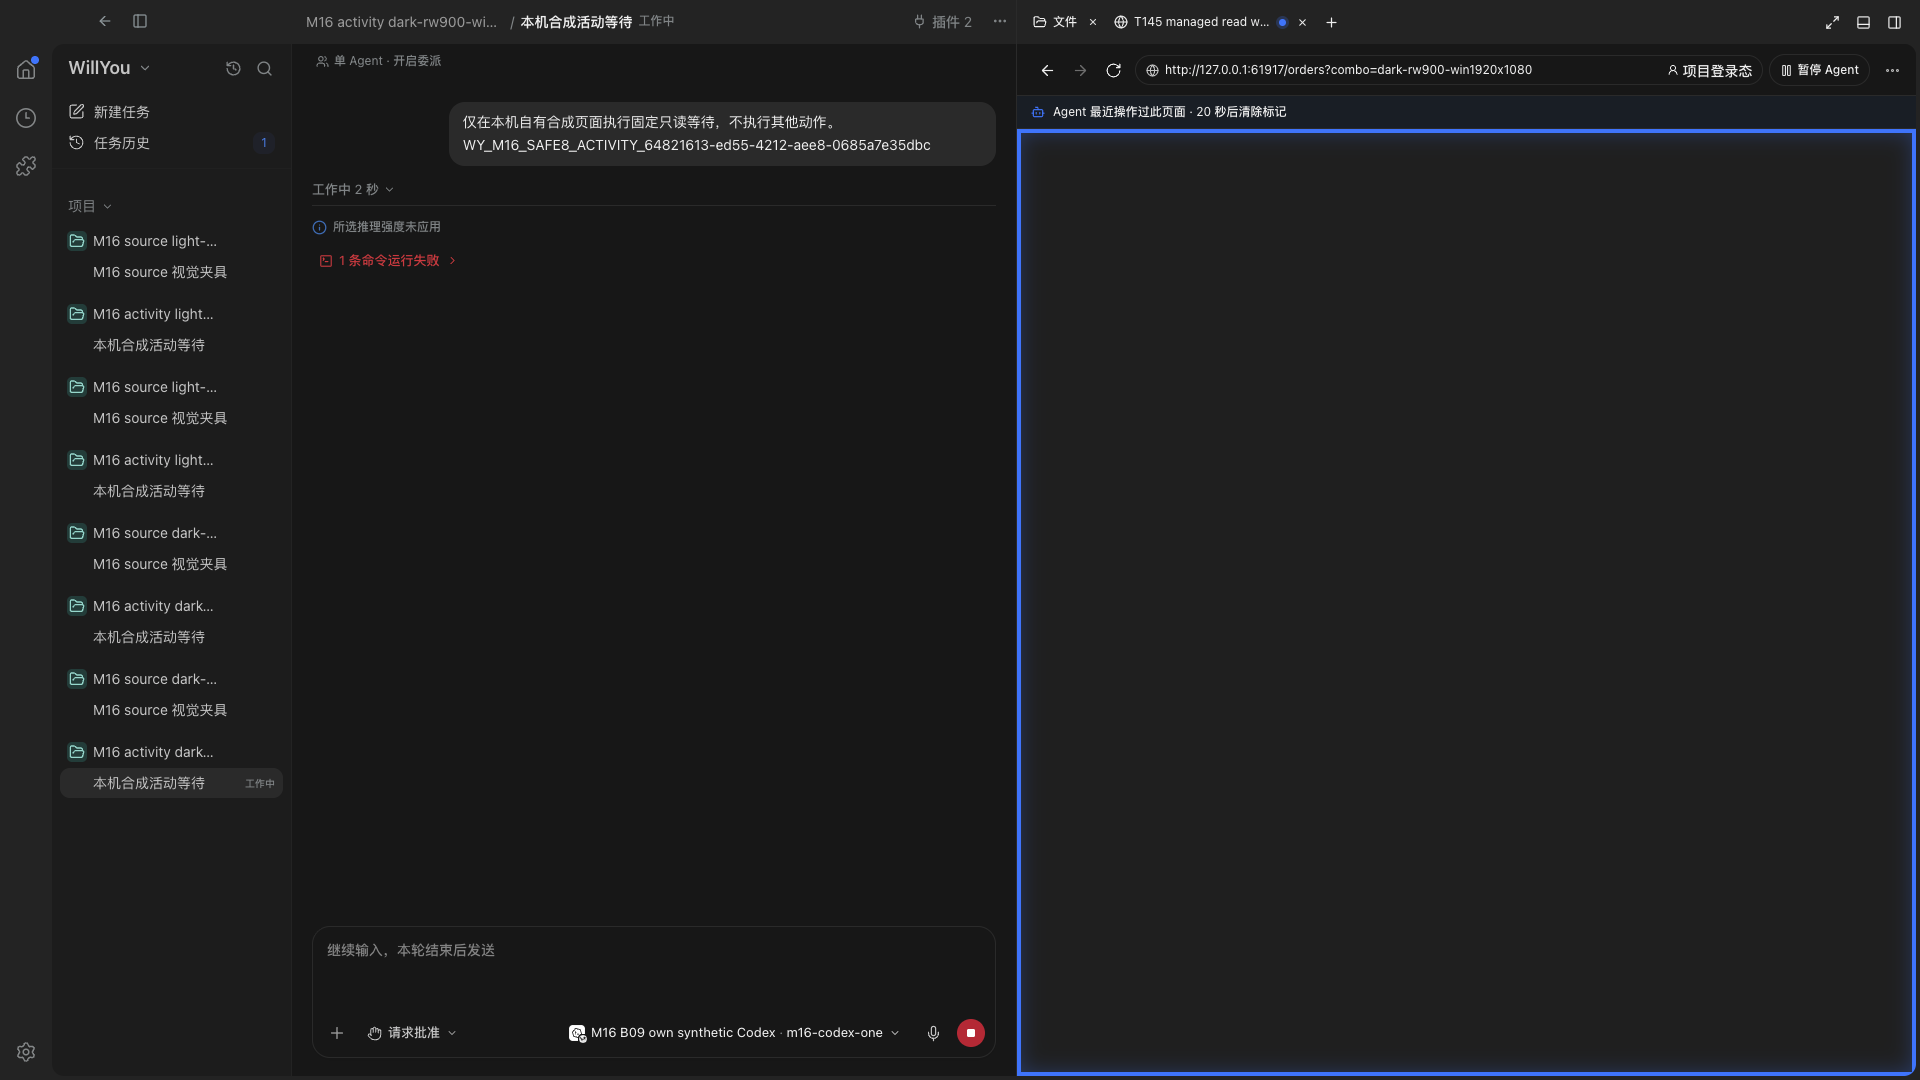 M16 activity dark-rw900-wi... / 本机合成活动等待 工作中
插件 2
文件
T145 managed read w...
WillYou
新建任务
任务历史 1
项目
M16 source light-...
M16 source 视觉夹具
M16 activity light...
本机合成活动等待
M16 source light-...
M16 source 视觉夹具
M16 activity light...
本机合成活动等待
M16 source dark-...
M16 source 视觉夹具
M16 activity dark...
本机合成活动等待
M16 source dark-...
M16 source 视觉夹具
M16 activity dark...
本机合成活动等待 工作中
单 Agent · 开启委派
仅在本机自有合成页面执行固定只读等待，不执行其他动作。
WY_M16_SAFE8_ACTIVITY_64821613-ed55-4212-aee8-0685a7e35dbc
工作中 2 秒
所选推理强度未应用
1 条命令运行失败
继续输入，本轮结束后发送
请求批准
M16 B09 own synthetic Codex · m16-codex-one
http://127.0.0.1:61917/orders?combo=dark-rw900-win1920x1080
项目登录态
暂停 Agent
Agent 最近操作过此页面 · 20 秒后清除标记